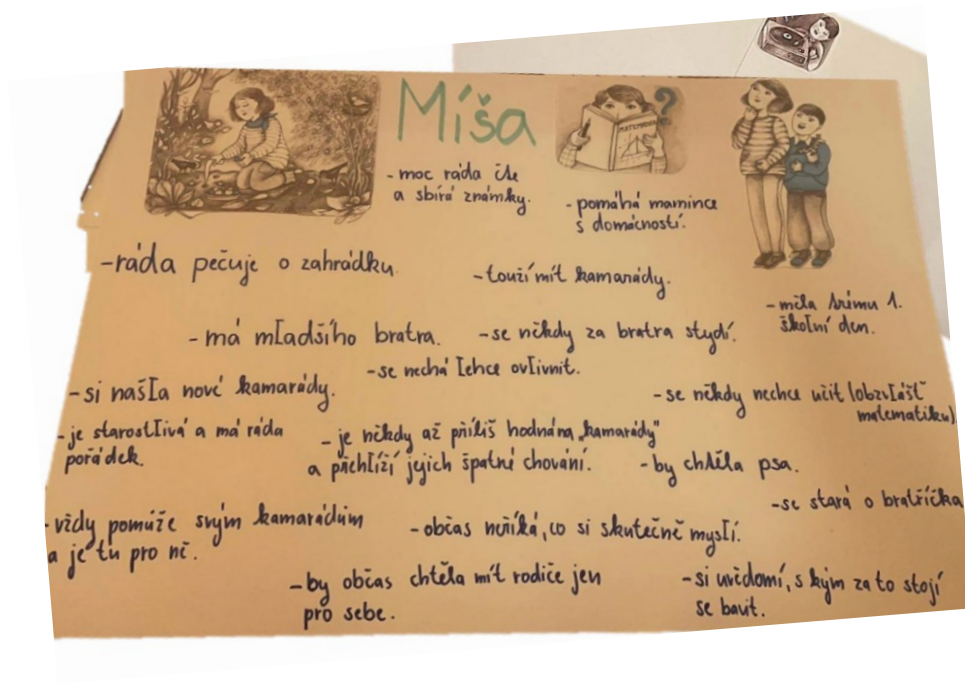 Míša
MATEMATIKA
?
- moc ráda čte
a sbírá známky.
- pomáhá mamince
s domácností.
- ráda pečuje o zahrádku
- touží mít kamarády.
- měla trému 1.
školní den.
- má mladšího bratra.
- se někdy za bratra stydí.
- se nechá lehce ovlivnit.
- si našla nové kamarády.
- se někdy nechce učit (obzvlášť
matematiku)
- je starostlivá a má ráda
pořádek.
- je někdy až příliš hodná na "kamarády"
a přehlíží jejich špatné chování.
- by chtěla psa.
- se stará o bratříčka
- vždy pomůže svým kamarádům
a je tu pro ně.
- občas neříká, co si skutečně myslí.
- by občas chtěla mít rodiče jen
pro sebe.
- si uvědomí, s kým za to stojí
se bavit.